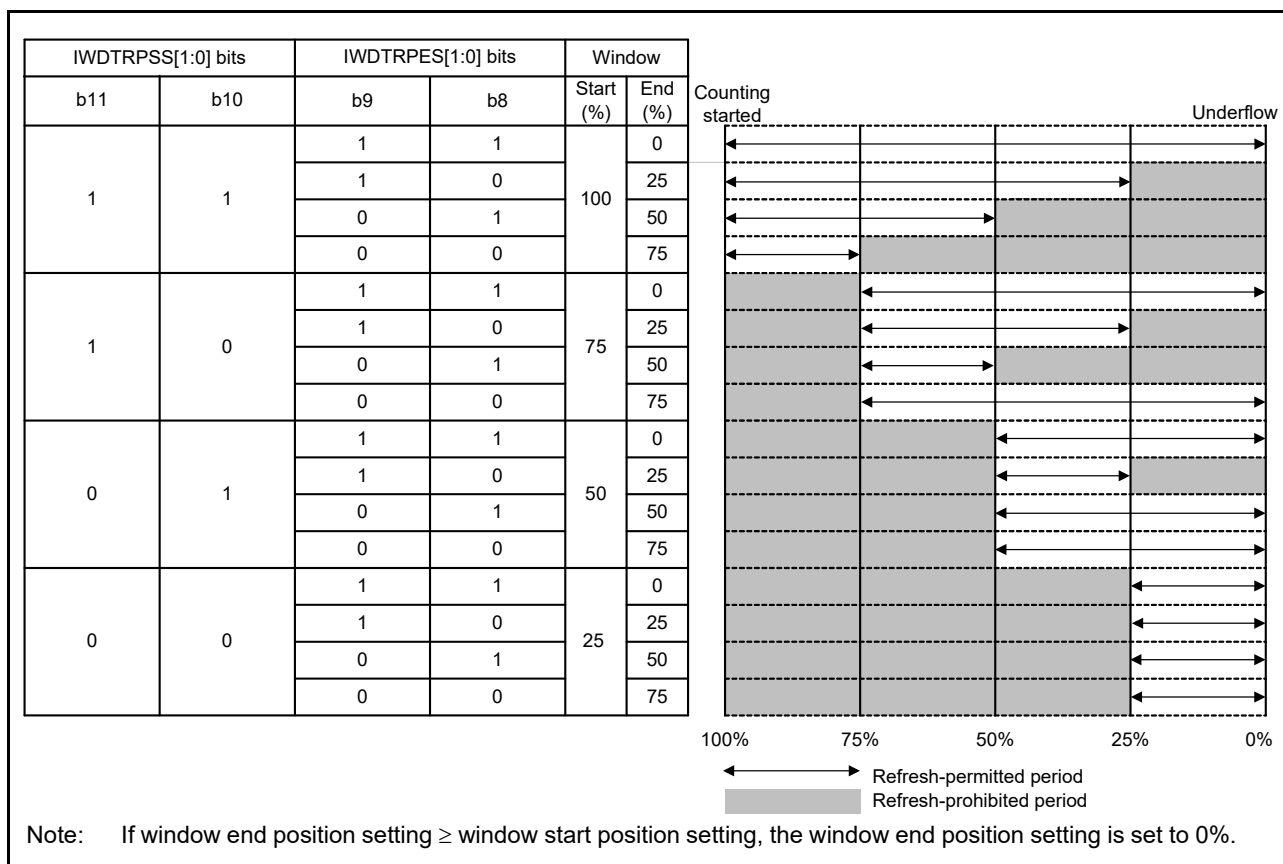 IWDTRPSS[1:0] bits IWDTRPES[1:0] bits Window
b11 b10 b9 b8 Start (%) End (%) Counting started Underflow
1 1 1 1 100 0
1 0 25
0 1 50
0 0 75
1 0 1 1 75 0
1 0 25
0 1 50
0 0 75
0 1 1 1 50 0
1 0 25
0 1 50
0 0 75
0 0 1 1 25 0
1 0 25
0 1 50
0 0 75
100% 75% 50% 25% 0%
Refresh-permitted period
Refresh-prohibited period
Note: If window end position setting ≥ window start position setting, the window end position setting is set to 0%.